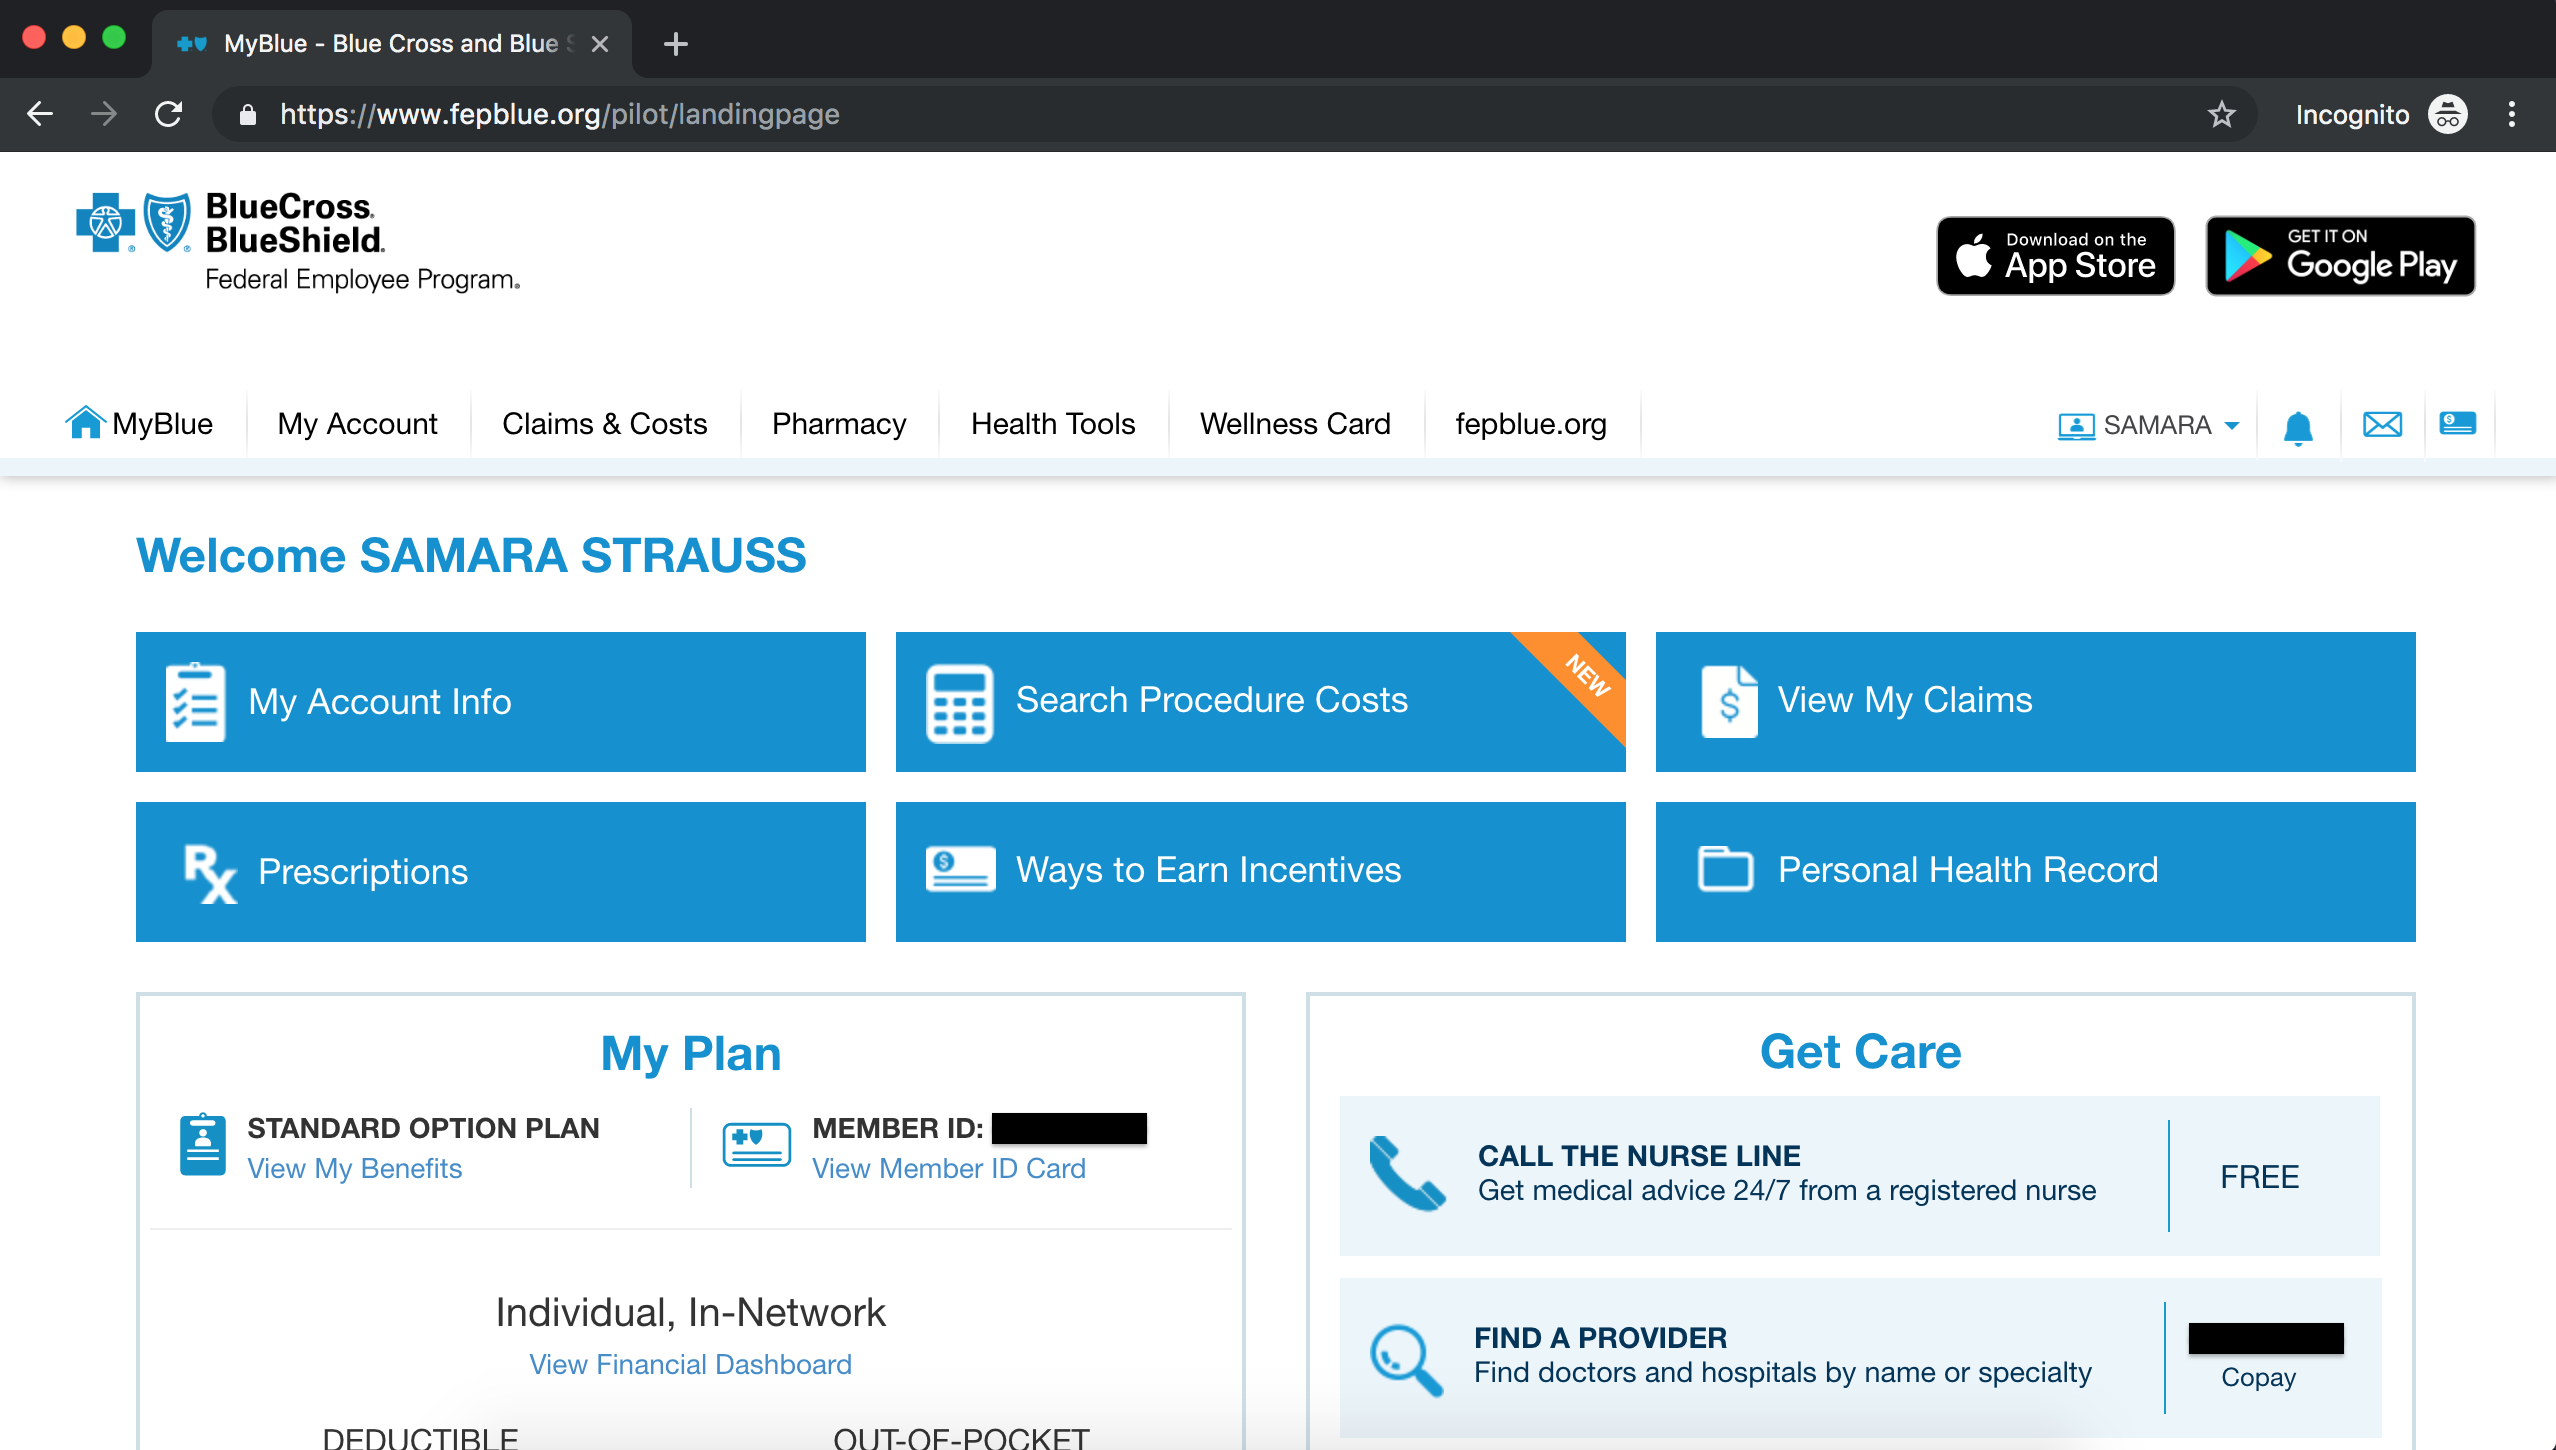 MyBlue - Blue Cross and Blue
https://www.fepblue.org/pilot/landingpage
Incognito
BlueCross.
BlueShield.
Federal Employee Program.
Download on the
App Store
GET IT ON
Google Play
MyBlue
My Account
Claims & Costs
Pharmacy
Health Tools
Wellness Card
fepblue.org
SAMARA
Welcome SAMARA STRAUSS
My Account Info
Search Procedure Costs
NEW
View My Claims
Rx Prescriptions
Ways to Earn Incentives
Personal Health Record
My Plan
STANDARD OPTION PLAN
View My Benefits
MEMBER ID:
View Member ID Card
Individual, In-Network
View Financial Dashboard
DEDUCTIBLE
OUT-OF-POCKET
Get Care
CALL THE NURSE LINE
Get medical advice 24/7 from a registered nurse
FREE
FIND A PROVIDER
Find doctors and hospitals by name or specialty
Copay